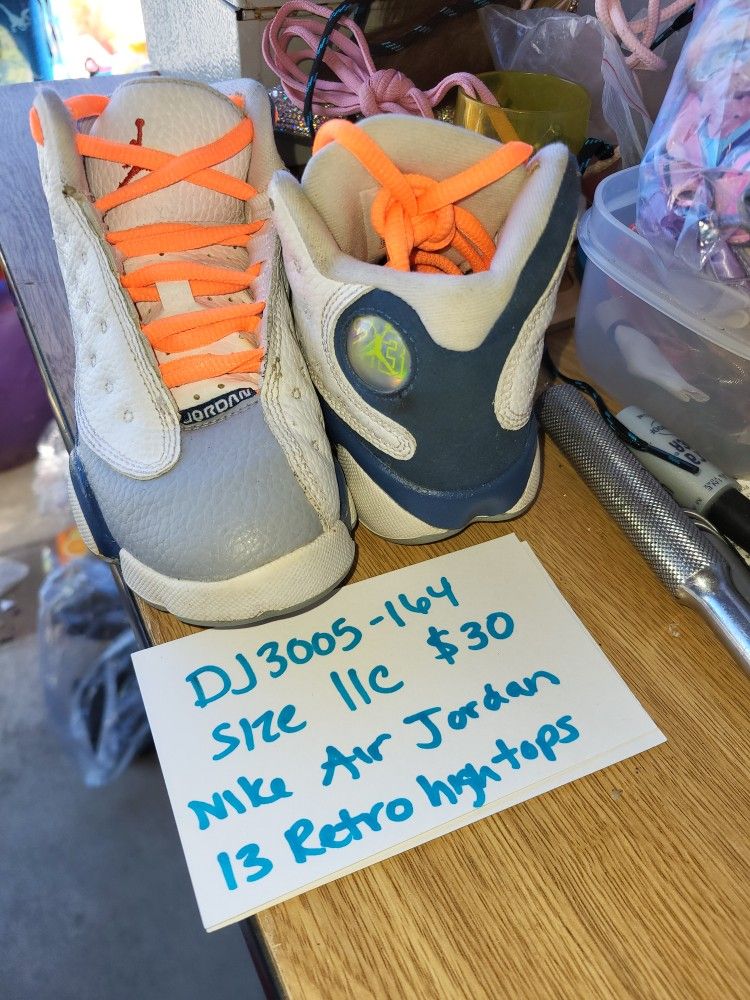 JORDAN
DJ3005-164
SIZE 11c $30
NIke Air Jordan
13 Retro high tops